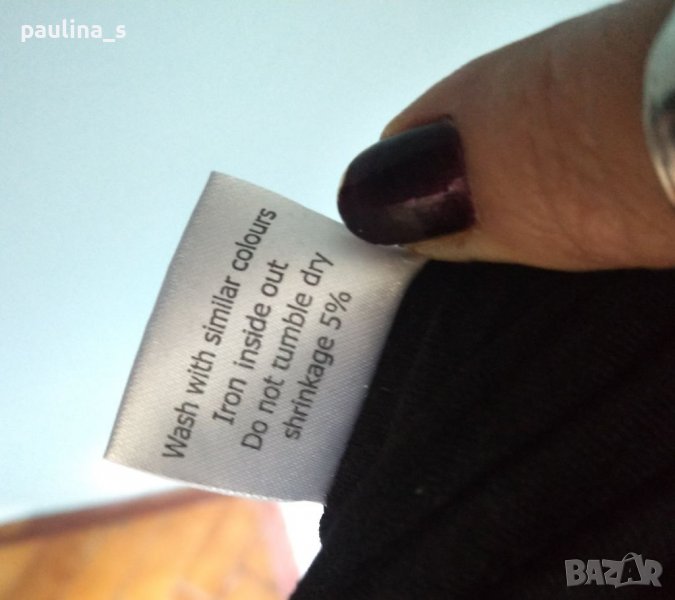 paulina_s
Wash with similar colours
Iron inside out
Do not tumble dry
shrinkage 5%
BAZAR